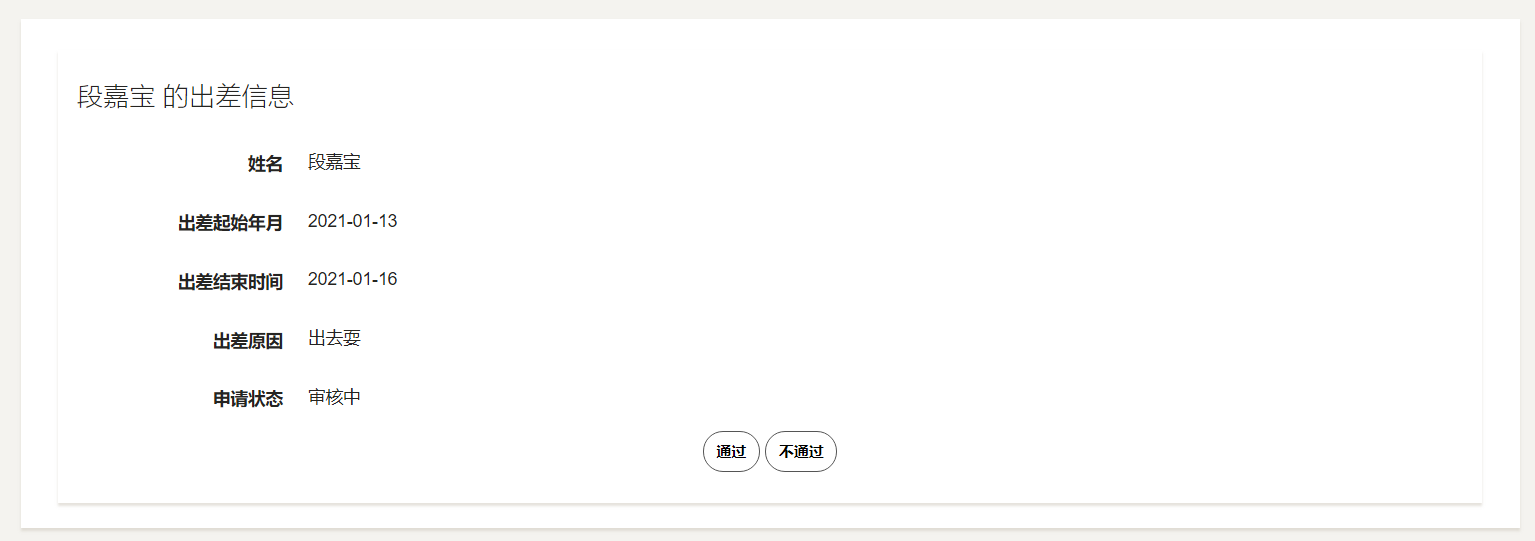 段嘉宝 的出差信息
姓名 段嘉宝
出差起始年月 2021-01-13
出差结束时间 2021-01-16
出差原因 出去耍
申请状态 审核中
通过 不通过